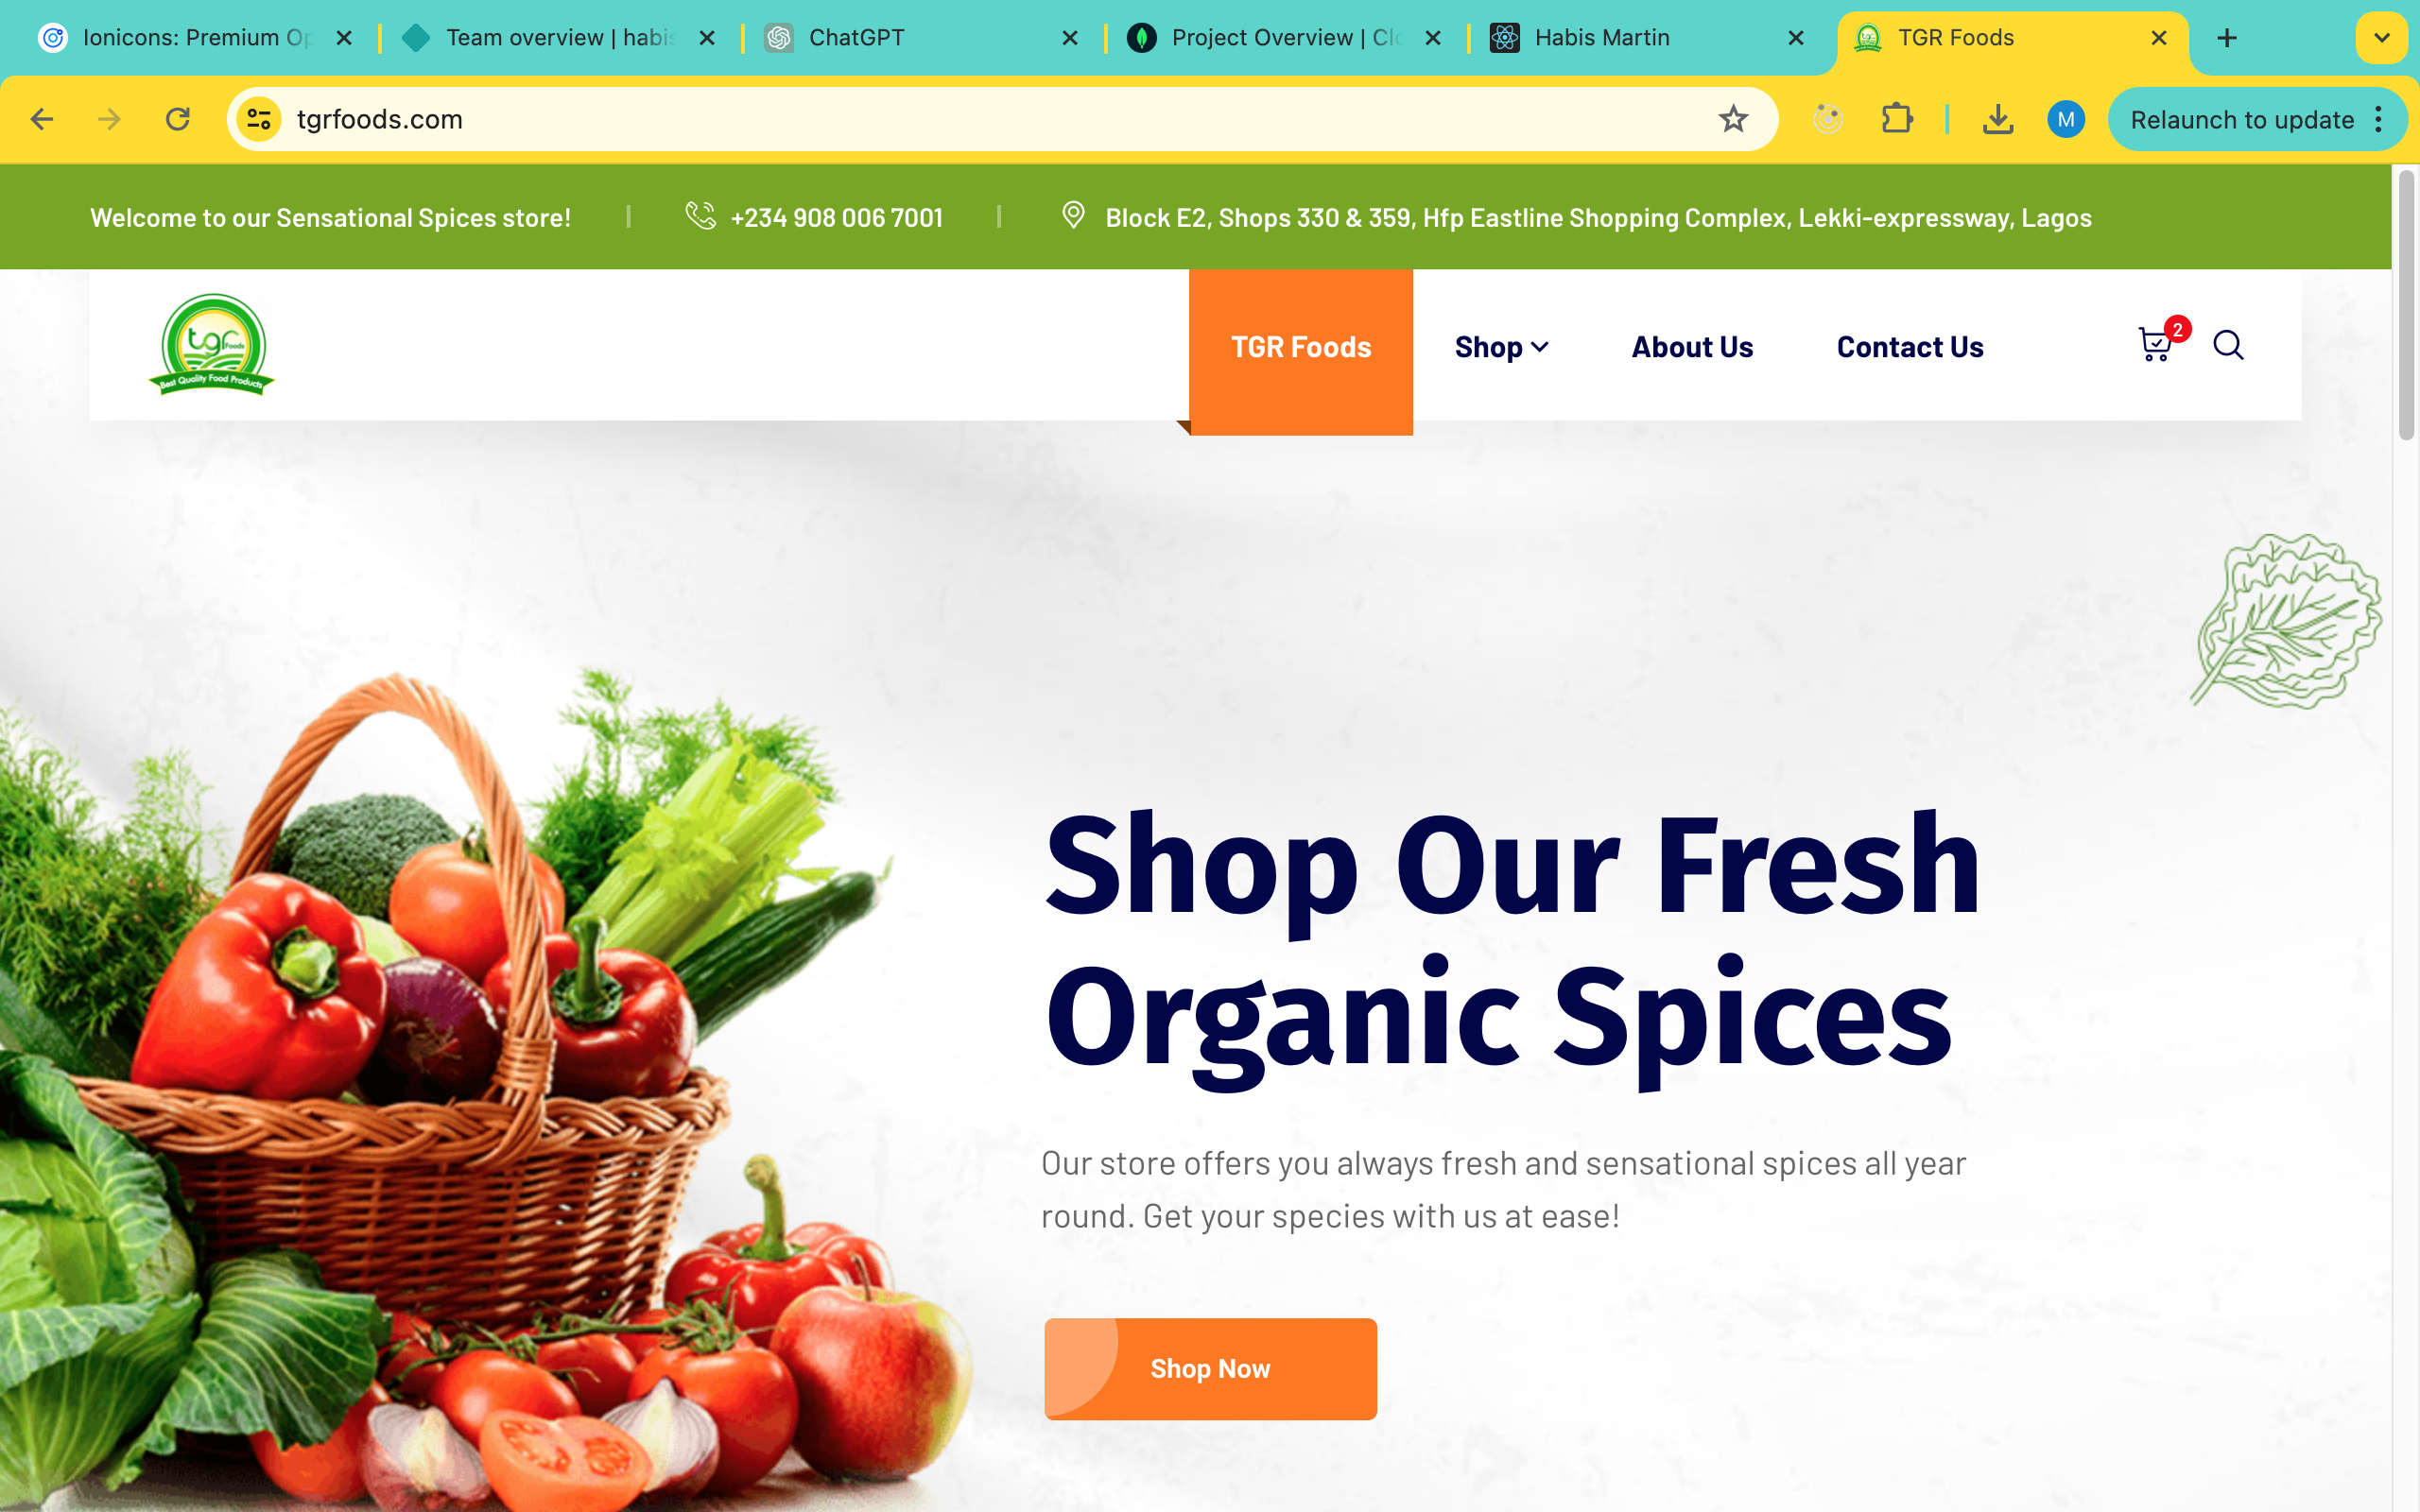 Ionicons: Premium Op
Team overview | habis
ChatGPT
Project Overview | Clo
Habis Martin
TGR Foods
tgrfoods.com
M
Relaunch to update
Welcome to our Sensational Spices store!
+234 908 006 7001
Block E2, Shops 330 & 359, Hfp Eastline Shopping Complex, Lekki-expressway, Lagos
tgr Foods
Best Quality Food Products
TGR Foods
Shop
About Us
Contact Us
2
Shop Our Fresh
Organic Spices
Our store offers you always fresh and sensational spices all year
round. Get your species with us at ease!
Shop Now